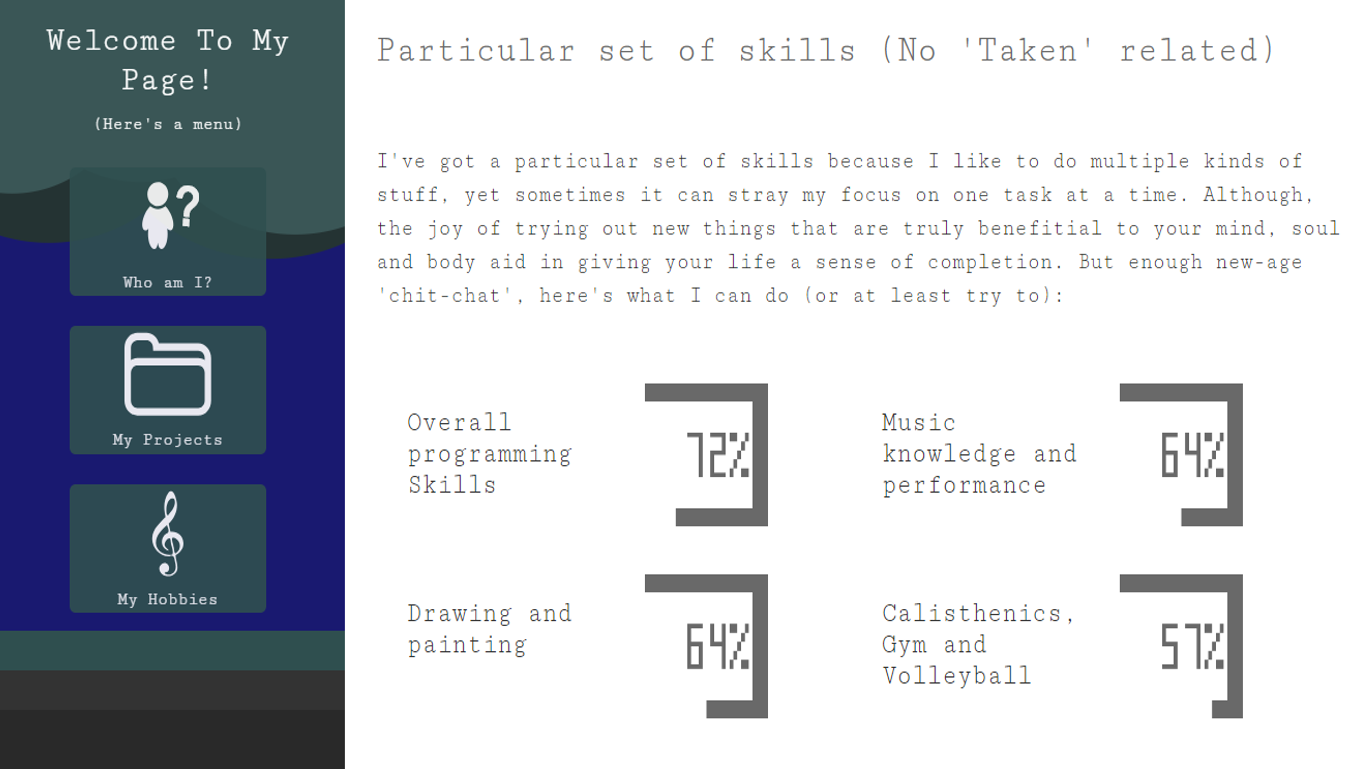 Welcome To My
Page!
(Here's a menu)
Who am I?
My Projects
My Hobbies
Particular set of skills (No 'Taken' related)
I've got a particular set of skills because I like to do multiple kinds of
stuff, yet sometimes it can stray my focus on one task at a time. Although,
the joy of trying out new things that are truly benefitial to your mind, soul
and body aid in giving your life a sense of completion. But enough new-age
'chit-chat', here's what I can do (or at least try to):
Overall
programming
Skills
72%
Music
knowledge and
performance
64%
Drawing and
painting
64%
Calisthenics,
Gym and
Volleyball
57%